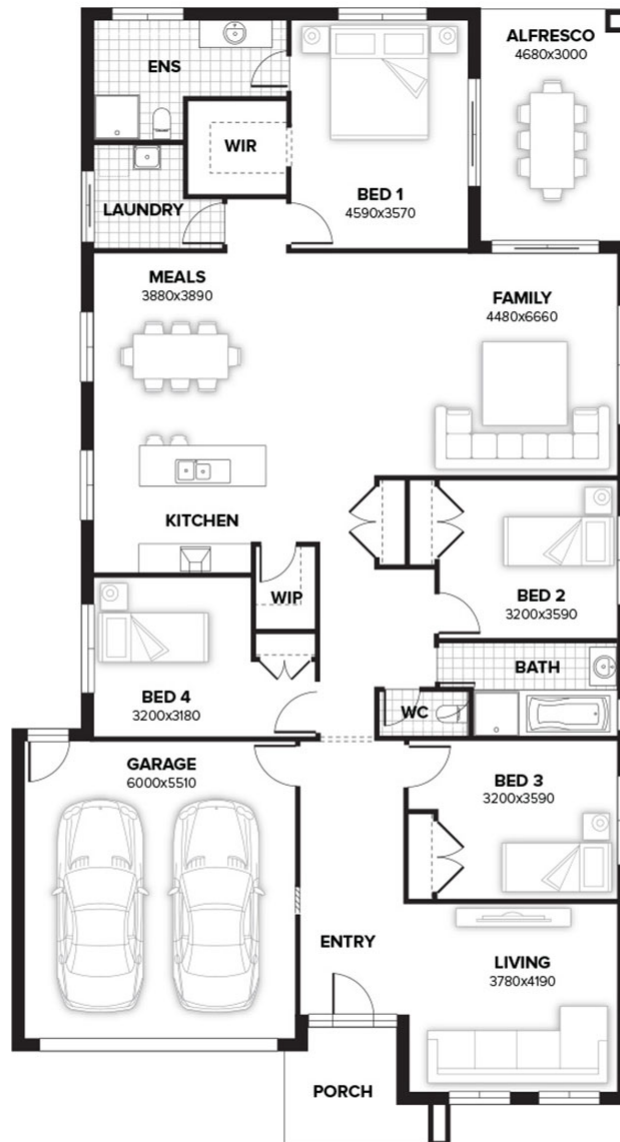 ALFRESCO
4680x3000
ENS
WIR
BED 1
4590x3570
LAUNDRY
MEALS
3880x3890
FAMILY
4480x6660
KITCHEN
WIP
BED 2
3200x3590
BATH
BED 4
3200x3180
WC
GARAGE
6000x5510
BED 3
3200x3590
ENTRY
LIVING
3780x4190
PORCH